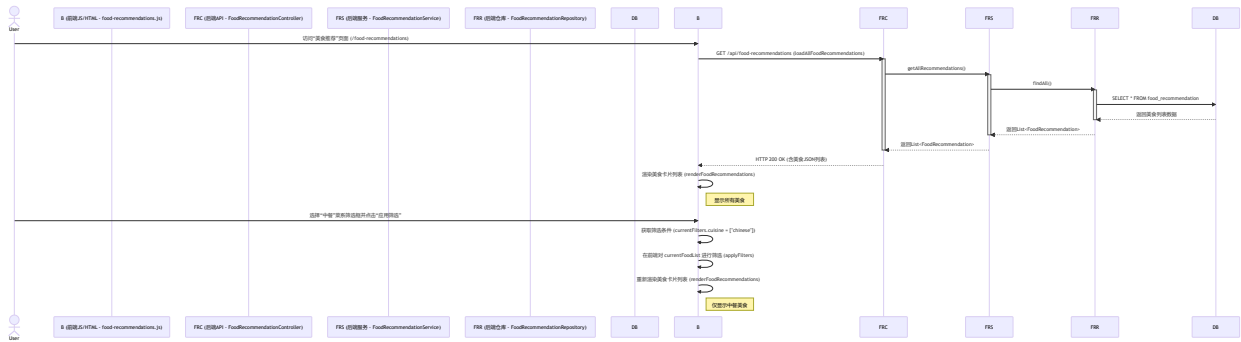 User
B (前端JS/HTML - food-recommendations.js)
FRC (后端API - FoodRecommendationController)
FRS (后端服务 - FoodRecommendationService)
FRR (后端仓库 - FoodRecommendationRepository)
DB
B
FRC
FRS
FRR
DB
访问"美食推荐"页面 (/food-recommendations)
GET /api/food-recommendations (loadAllFoodRecommendations)
getAllRecommendations()
findAll()
SELECT * FROM food_recommendation
返回美食列表数据
返回List<FoodRecommendation>
返回List<FoodRecommendation>
HTTP 200 OK (含美食JSON列表)
渲染美食卡片列表 (renderFoodRecommendations)
显示所有美食
选择"中餐"菜系筛选框并点击"应用筛选"
获取筛选条件 (currentFilters.cuisine = ['chinese'])
在前端对 currentFoodList 进行筛选 (applyFilters)
重新渲染美食卡片列表 (renderFoodRecommendations)
仅显示中餐美食
User
B (前端JS/HTML - food-recommendations.js)
FRC (后端API - FoodRecommendationController)
FRS (后端服务 - FoodRecommendationService)
FRR (后端仓库 - FoodRecommendationRepository)
DB
B
FRC
FRS
FRR
DB